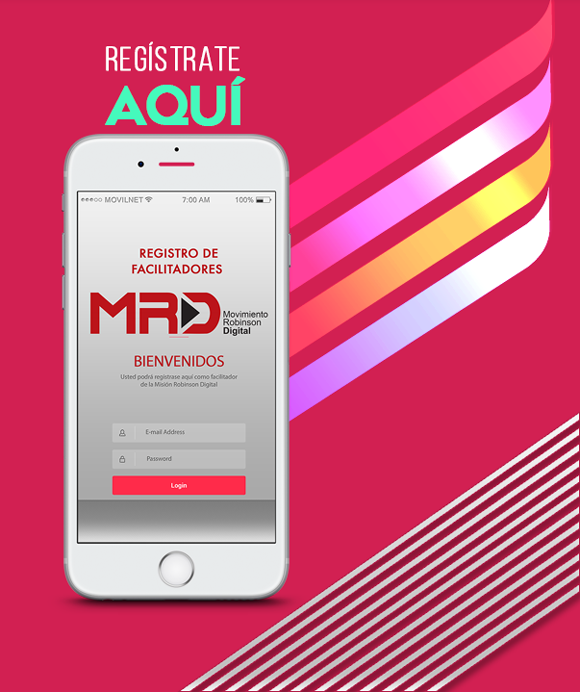 REGÍSTRATE
AQUÍ
MOVILNET 7:00 AM 100%
REGISTRO DE
FACILITADORES
MRD
Movimiento
Robinson
Digital
BIENVENIDOS
Usted podrá registrase aquí como facilitador
de la Misión Robinson Digital
E-mail Address
Password
Login